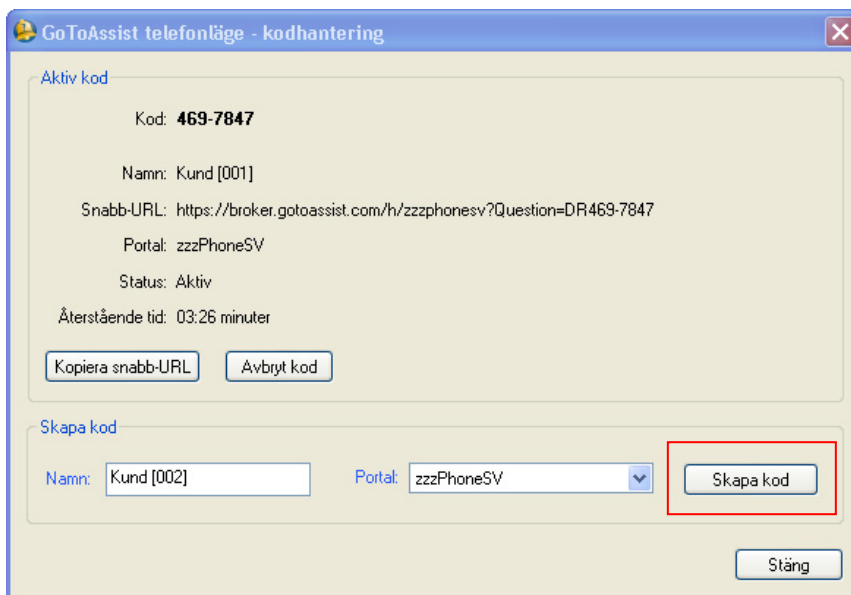 GoToAssist telefonläge - kodhantering
Aktiv kod
Kod: 469-7847
Namn: Kund [001]
Snabb-URL: https://broker.gotoassist.com/h/zzzphonesv?Question=DR469-7847
Portal: zzzPhoneSV
Status: Aktiv
Återstående tid: 03:26 minuter
Kopiera snabb-URL Avbryt kod
Skapa kod
Namn: Kund [002] Portal: zzzPhoneSV Skapa kod
Stäng